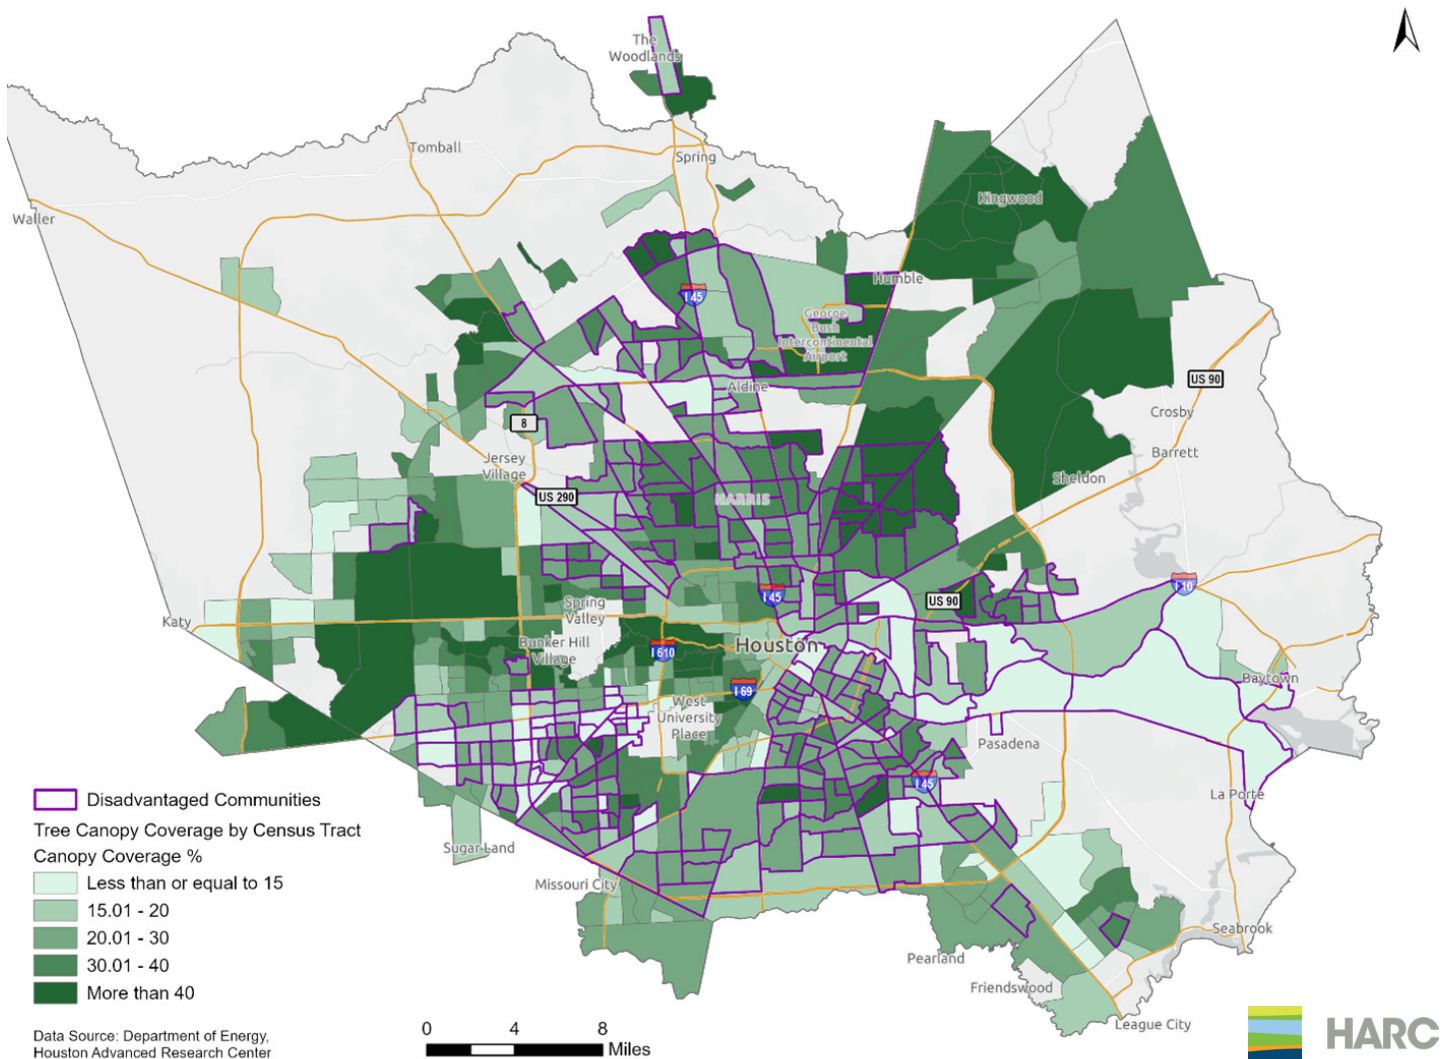 The
Woodlands
Tomball
Spring
Waller
Kingwood
Humble
I 45
George
Bush
Intercontinental
Airport
US 90
Aldine
Crosby
8
Barrett
Jersey
Village
Sheldon
US 290
HARRIS
I 10
I 45
US 90
Spring
Valley
Katy
Bunker Hill
Village
Houston
I 610
Baytown
I 69
West
University
Place
Pasadena
I 45
La Porte
Sugar Land
Missouri City
Seabrook
Pearland
Friendswood
League City
Disadvantaged Communities
Tree Canopy Coverage by Census Tract
Canopy Coverage %
Less than or equal to 15
15.01 - 20
20.01 - 30
30.01 - 40
More than 40
Data Source: Department of Energy,
Houston Advanced Research Center
0 4 8
Miles
HARC